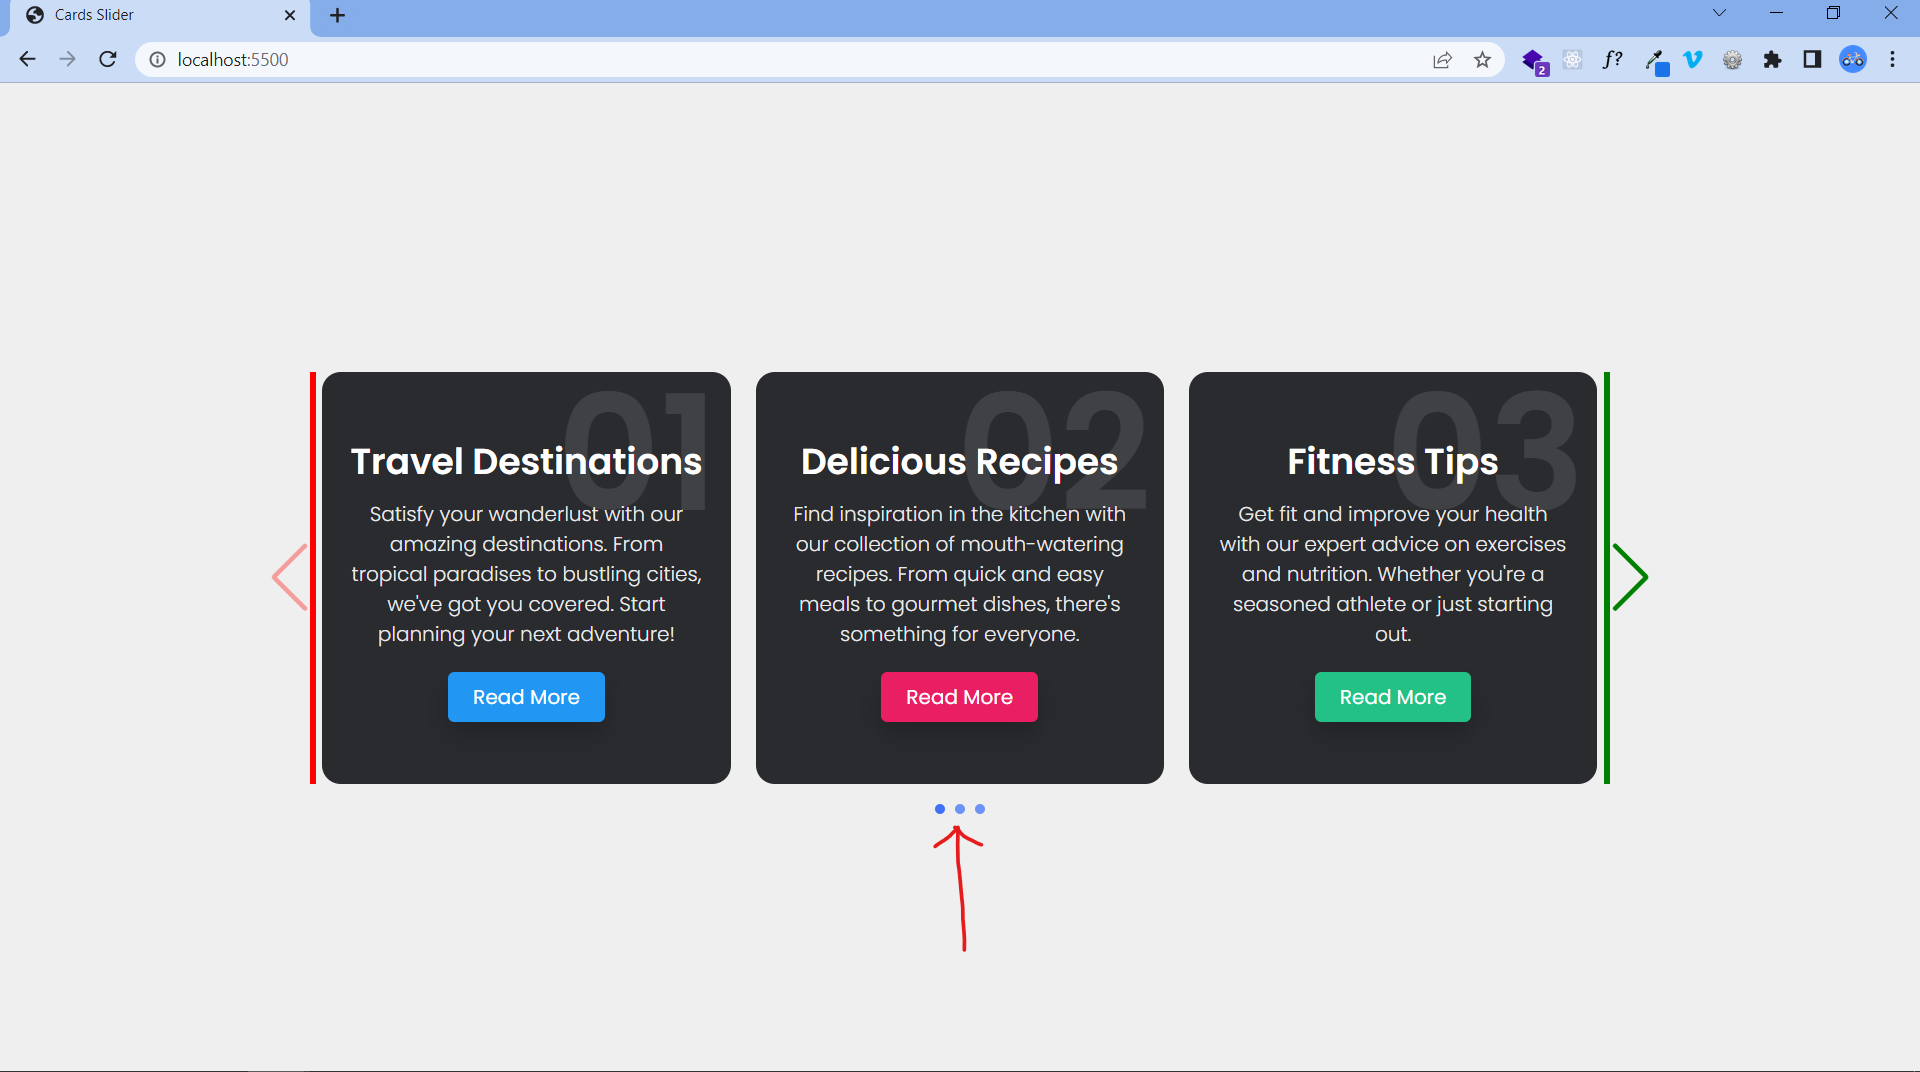 Cards Slider
localhost:5500
f?
2
01
Travel Destinations
Satisfy your wanderlust with our
amazing destinations. From
tropical paradises to bustling cities,
we've got you covered. Start
planning your next adventure!
Read More
02
Delicious Recipes
Find inspiration in the kitchen with
our collection of mouth-watering
recipes. From quick and easy
meals to gourmet dishes, there's
something for everyone.
Read More
03
Fitness Tips
Get fit and improve your health
with our expert advice on exercises
and nutrition. Whether you're a
seasoned athlete or just starting
out.
Read More